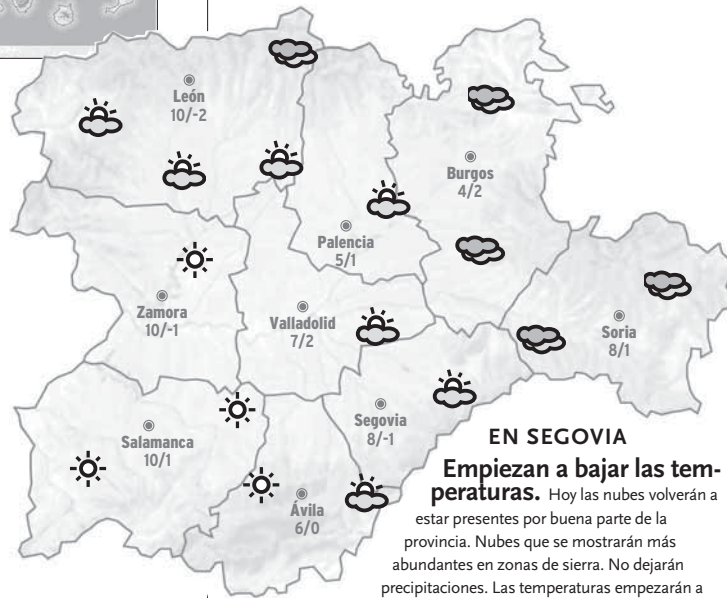 León
10/-2
Burgos
4/2
Palencia
5/1
Zamora
10/-1
Valladolid
7/2
Soria
8/1
Salamanca
10/1
Segovia
8/-1
Ávila
6/0
EN SEGOVIA
Empiezan a bajar las tem-
peraturas. Hoy las nubes volverán a
estar presentes por buena parte de la
provincia. Nubes que se mostrarán más
abundantes en zonas de sierra. No dejarán
precipitaciones. Las temperaturas empezarán a